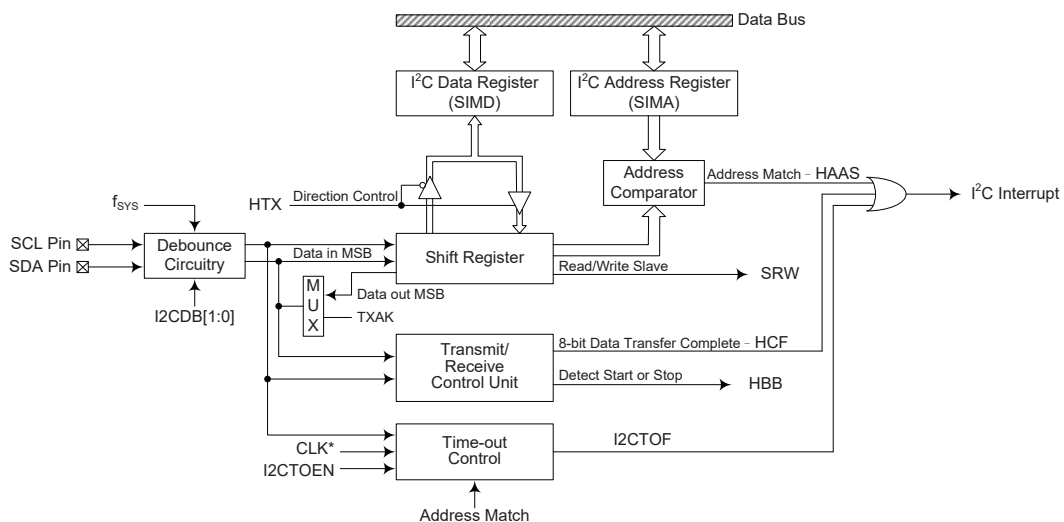 Data Bus
I²C Data Register
(SIMD)
I²C Address Register
(SIMA)
Address
Comparator
Address Match – HAAS
I²C Interrupt
HTX
Direction Control
fSYS
SCL Pin
SDA Pin
Debounce
Circuitry
I2CDB[1:0]
Data in MSB
Shift Register
Read/Write Slave
SRW
M
U
X
Data out MSB
TXAK
Transmit/
Receive
Control Unit
8-bit Data Transfer Complete – HCF
Detect Start or Stop
HBB
CLK*
I2CTOEN
Time-out
Control
I2CTOF
Address Match